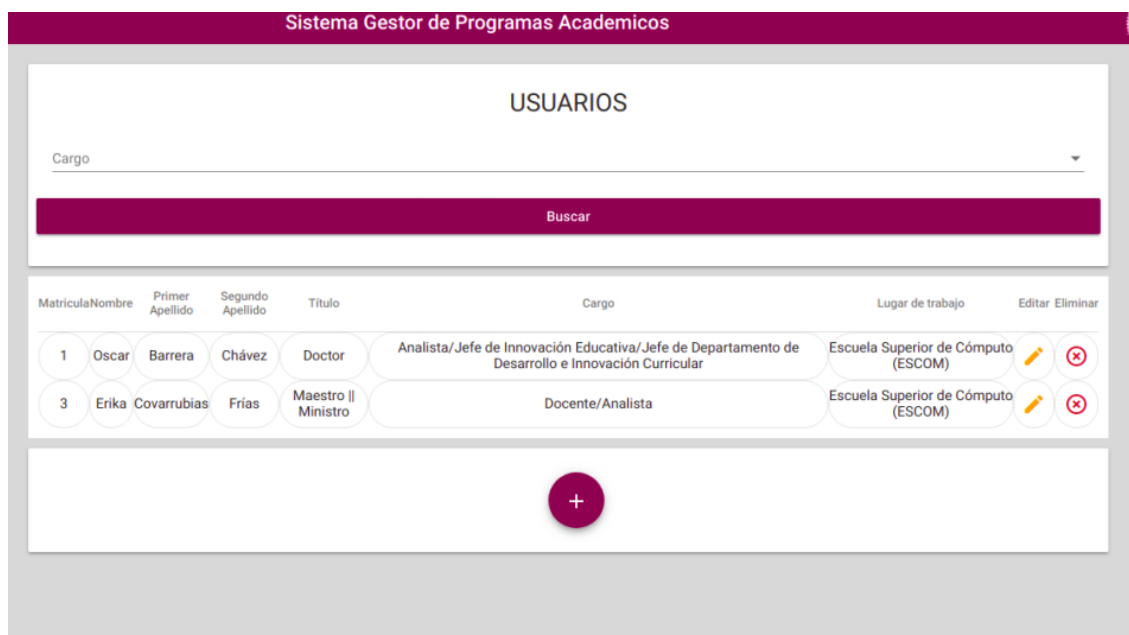 Sistema Gestor de Programas Academicos
USUARIOS
Cargo
Buscar
Matricula Nombre Primer Apellido Segundo Apellido Título Cargo Lugar de trabajo Editar Eliminar
1 Oscar Barrera Chávez Doctor Analista/Jefe de Innovación Educativa/Jefe de Departamento de Desarrollo e Innovación Curricular Escuela Superior de Cómputo (ESCOM)
3 Erika Covarrubias Frías Maestro || Ministro Docente/Analista Escuela Superior de Cómputo (ESCOM)
+